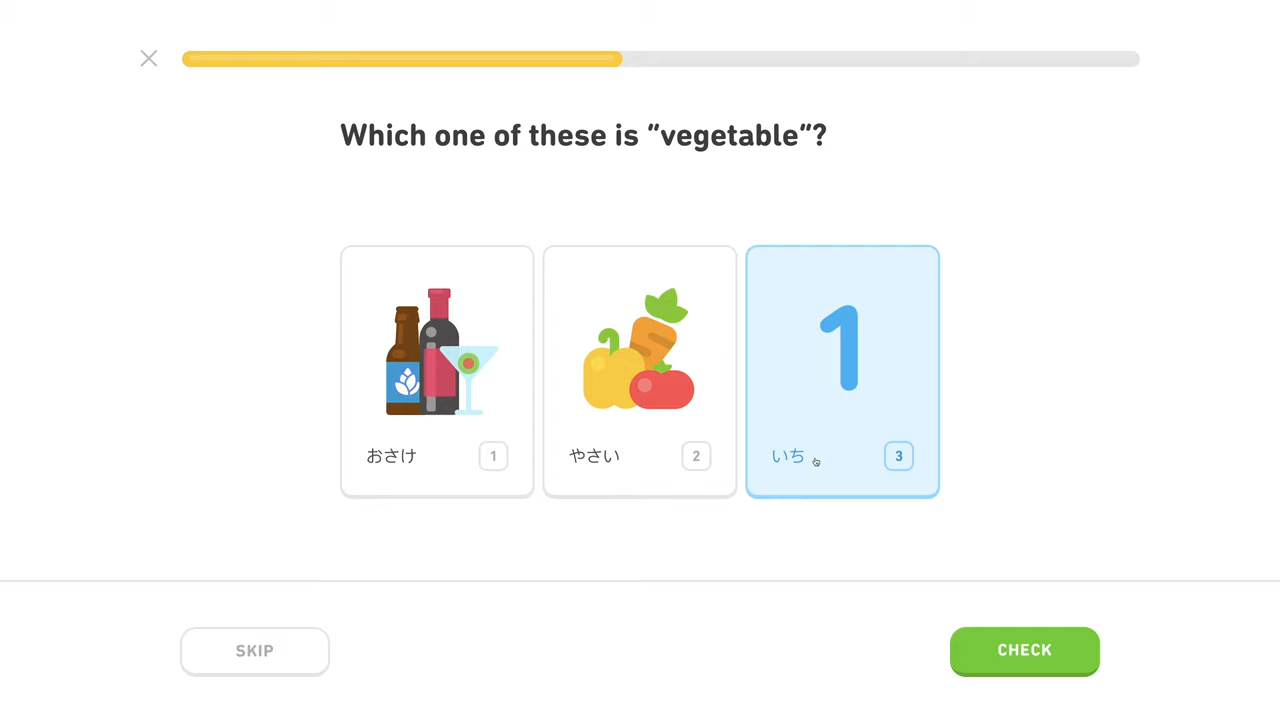 Which one of these is “vegetable”?
1
おさけ 1
やさい 2
いち 3
SKIP
CHECK